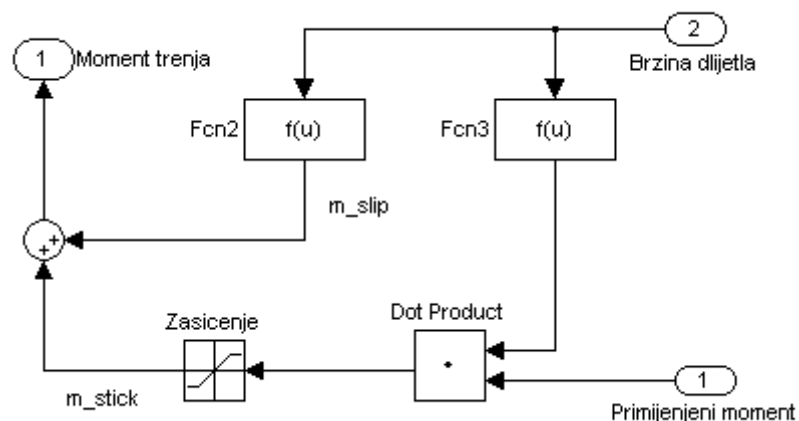 2
1
Moment trenja
Brzina dlijetla
Fcn2
f(u)
Fcn3
f(u)
m_slip
+
+
Zasicenje
Dot Product
m_stick
1
Primijenjeni moment